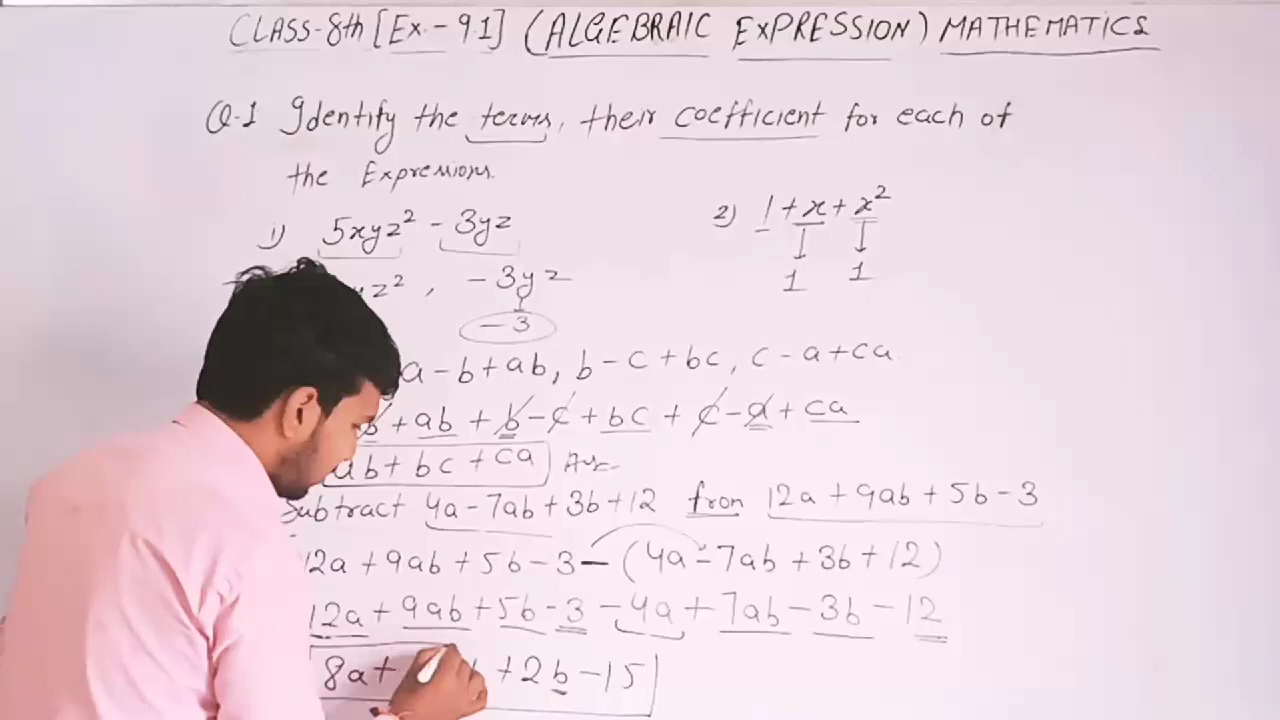 CLASS-8th [Ex.-9.1] (ALGEBRAIC EXPRESSION) MATHEMATICS
Q.1 Identify the terms, their coefficient for each of
the Expressions.
i) 5xyz² - 3yz
2) 1 + x + x²
yz² , - 3yz
1 1
- 3
a - b + ab, b - c + bc, c - a + ca
b + ab + b - c + bc + c - a + ca
ab + bc + ca Ans
Subtract 4a - 7ab + 3b + 12 from 12a + 9ab + 5b - 3
12a + 9ab + 5b - 3 - (4a - 7ab + 3b + 12)
12a + 9ab + 5b - 3 - 4a + 7ab - 3b - 12
8a + + 2b - 15